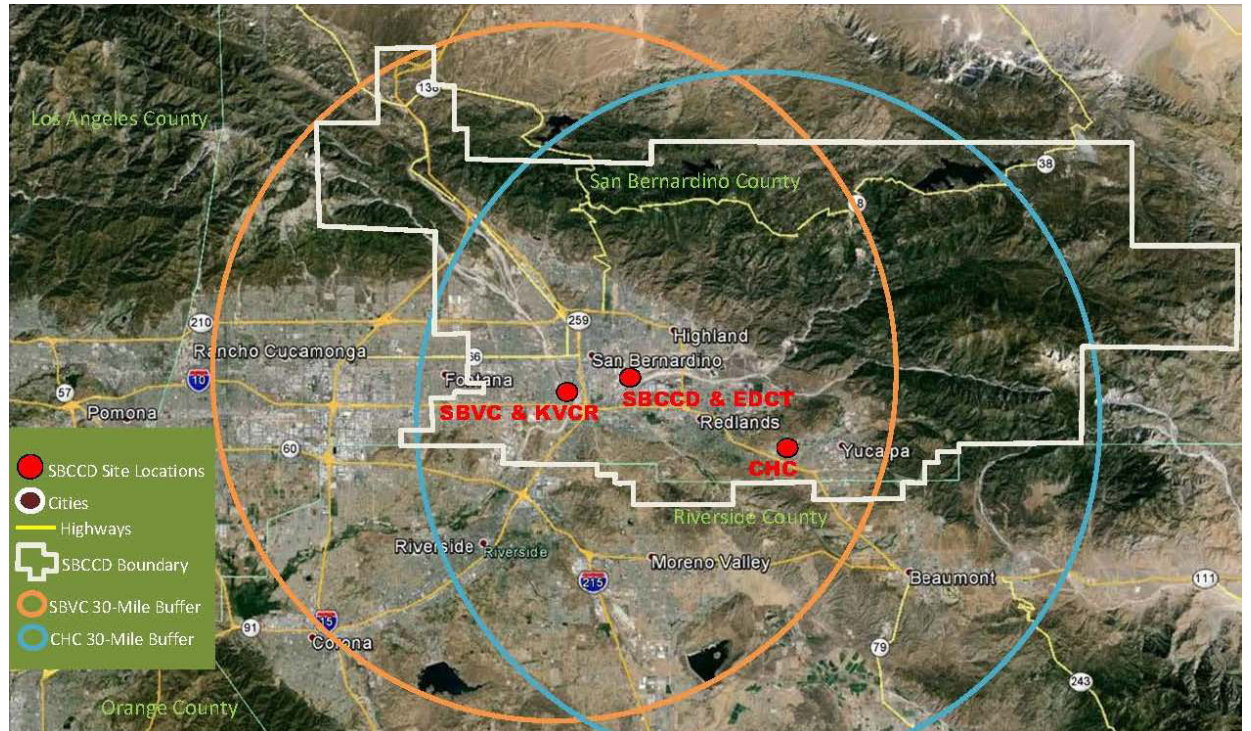 138
Los Angeles County
38
San Bernardino County
210
259
Highland
Rancho Cucamonga
66
San Bernardino
10
Fontana
57
SBVC & KVCR
SBCCD & EDCT
Pomona
Redlands
60
Yucaipa
CHC
SBCCD Site Locations
Cities
Highways
SBCCD Boundary
SBVC 30-Mile Buffer
CHC 30-Mile Buffer
Riverside County
Riverside
Riverside
Moreno Valley
215
Beaumont
111
15
91
Corona
79
243
Orange County